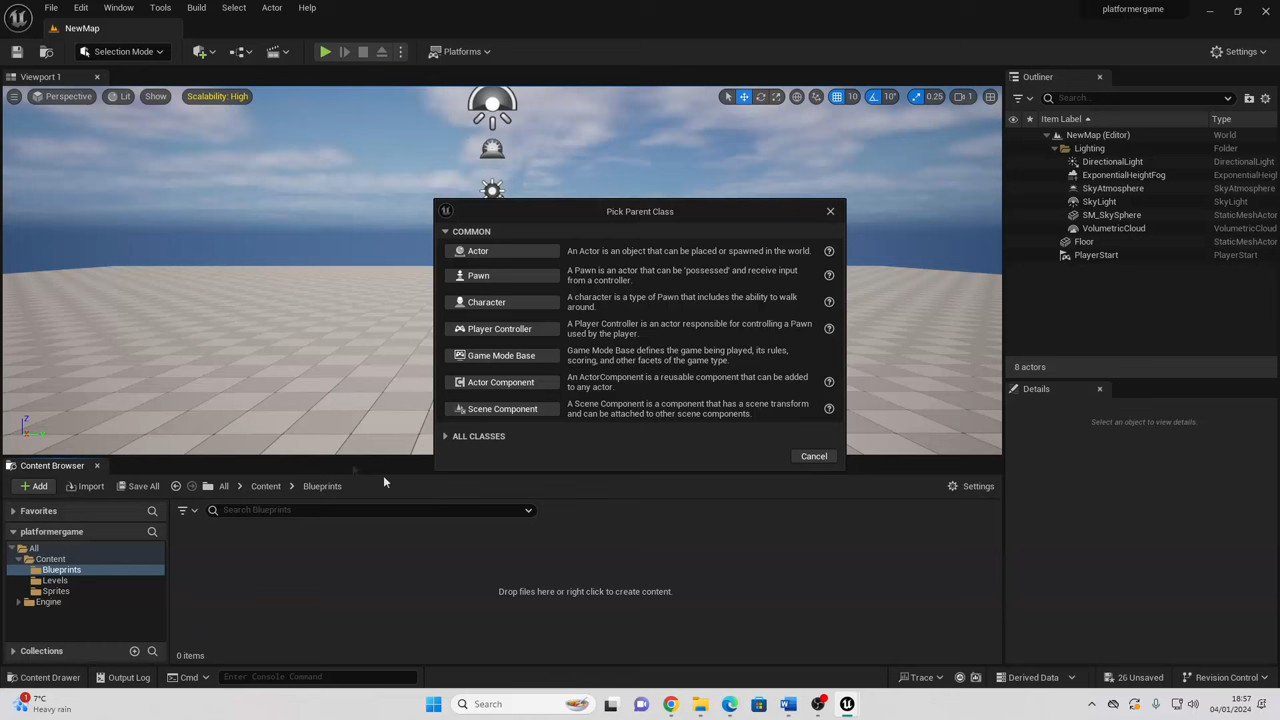 File Edit Window Tools Build Select Actor Help
platformergame
NewMap
Selection Mode
Platforms
Settings
Viewport 1
Outliner
Perspective Lit Show Scalability: High
10 10° 0.25 1
Search...
Item Label Type
NewMap (Editor) World
Lighting Folder
DirectionalLight DirectionalLight
ExponentialHeightFog ExponentialHeigh
SkyAtmosphere SkyAtmosphere
SkyLight SkyLight
SM_SkySphere StaticMeshActor
VolumetricCloud VolumetricCloud
Floor StaticMeshActor
PlayerStart PlayerStart
8 actors
Details
Select an object to view details.
Pick Parent Class
COMMON
Actor An Actor is an object that can be placed or spawned in the world.
Pawn A Pawn is an actor that can be 'possessed' and receive input
from a controller.
Character A character is a type of Pawn that includes the ability to walk
around.
Player Controller A Player Controller is an actor responsible for controlling a Pawn
used by the player.
Game Mode Base Game Mode Base defines the game being played, its rules,
scoring, and other facets of the game type.
Actor Component An ActorComponent is a reusable component that can be added
to any actor.
Scene Component A Scene Component is a component that has a scene transform
and can be attached to other scene components.
ALL CLASSES
Cancel
Content Browser
Add Import Save All All Content Blueprints Settings
Favorites
Search Blueprints
platformergame
All
Content
Blueprints
Levels
Sprites
Engine
Drop files here or right click to create content.
Collections
0 items
Content Drawer Output Log Cmd Enter Console Command Trace Derived Data 26 Unsaved Revision Control
1
7°C
Heavy rain
Search
18:57
04/01/2024